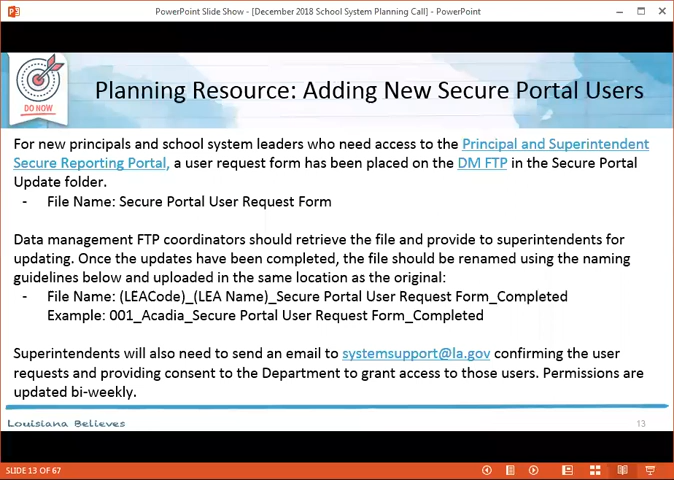 PowerPoint Slide Show - [December 2018 School System Planning Call] - PowerPoint
DO NOW
Planning Resource: Adding New Secure Portal Users
For new principals and school system leaders who need access to the Principal and Superintendent
Secure Reporting Portal, a user request form has been placed on the DM FTP in the Secure Portal
Update folder.
- File Name: Secure Portal User Request Form
Data management FTP coordinators should retrieve the file and provide to superintendents for
updating. Once the updates have been completed, the file should be renamed using the naming
guidelines below and uploaded in the same location as the original:
- File Name: (LEACode)_(LEA Name)_Secure Portal User Request Form_Completed
Example: 001_Acadia_Secure Portal User Request Form_Completed
Superintendents will also need to send an email to systemsupport@la.gov confirming the user
requests and providing consent to the Department to grant access to those users. Permissions are
updated bi-weekly.
Louisiana Believes
13
SLIDE 13 OF 67